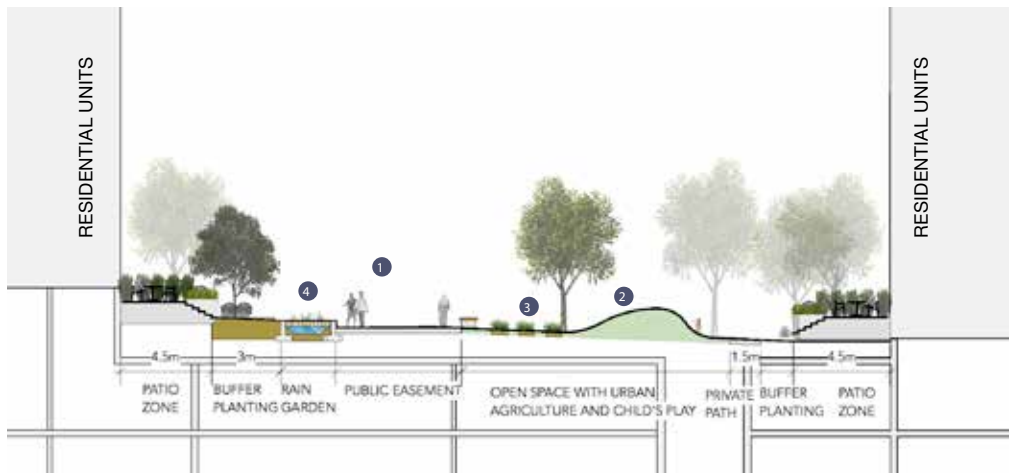 RESIDENTIAL UNITS
RESIDENTIAL UNITS
1
2
3
4
4.5m
3m
1.5m
4.5m
PATIO
ZONE
BUFFER
PLANTING
RAIN
GARDEN
PUBLIC EASEMENT
OPEN SPACE WITH URBAN
AGRICULTURE AND CHILD'S PLAY
PRIVATE
PATH
BUFFER
PLANTING
PATIO
ZONE